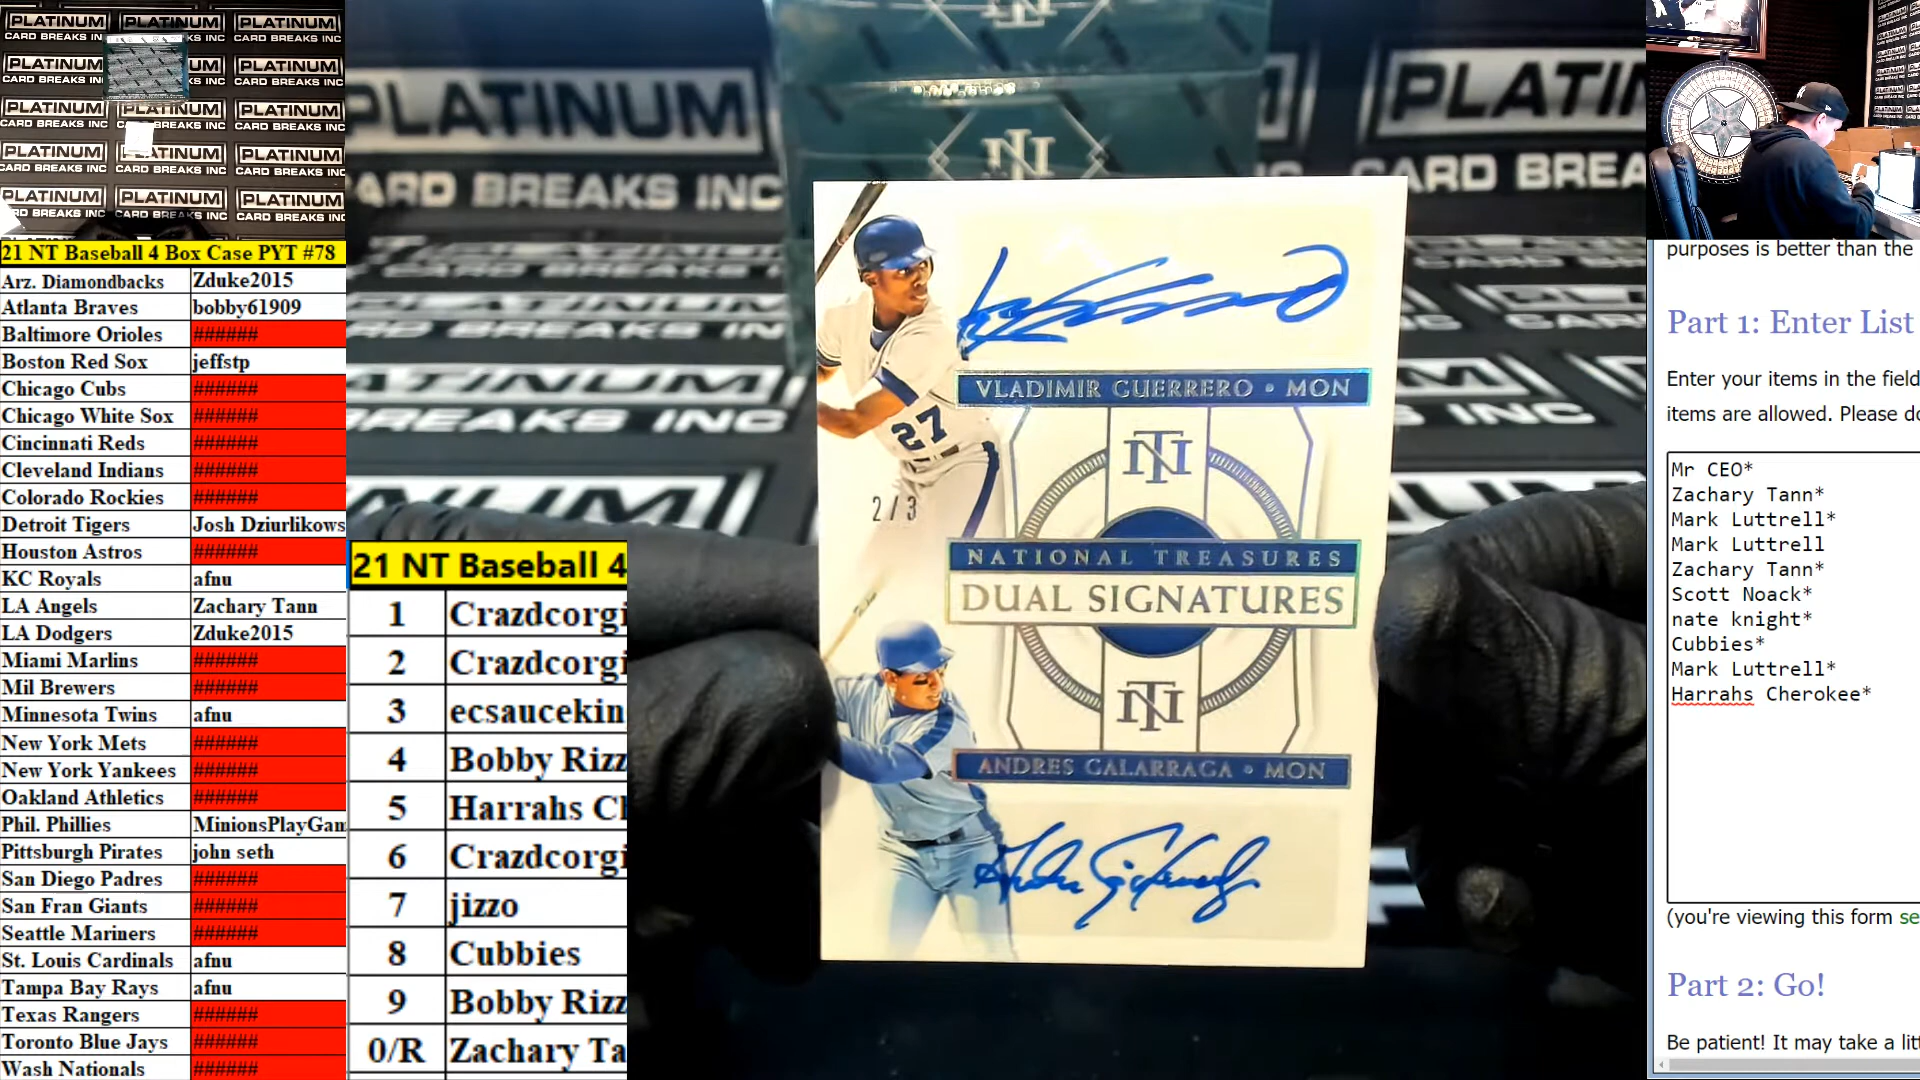 21 NT Baseball 4 Box Case PYT #78
Arz. Diamondbacks Zduke2015
Atlanta Braves bobby61909
Baltimore Orioles ######
Boston Red Sox jeffstp
Chicago Cubs ######
Chicago White Sox ######
Cincinnati Reds ######
Cleveland Indians ######
Colorado Rockies ######
Detroit Tigers Josh Dziurlikows
Houston Astros ######
KC Royals afnu
LA Angels Zachary Tann
LA Dodgers Zduke2015
Miami Marlins ######
Mil Brewers ######
Minnesota Twins afnu
New York Mets ######
New York Yankees ######
Oakland Athletics ######
Phil. Phillies MinionsPlayGam
Pittsburgh Pirates john seth
San Diego Padres ######
San Fran Giants ######
Seattle Mariners ######
St. Louis Cardinals afnu
Tampa Bay Rays afnu
Texas Rangers ######
Toronto Blue Jays ######
Wash Nationals ######
21 NT Baseball 4
1 Crazdcorgi
2 Crazdcorgi
3 ecsaucekin
4 Bobby Rizz
5 Harrahs Ch
6 Crazdcorgi
7 jizzo
8 Cubbies
9 Bobby Rizz
0/R Zachary Ta
PLATINUM
CARD BREAKS INC
VLADIMIR GUERRERO • MON
27
2/3
NT
NATIONAL TREASURES
DUAL SIGNATURES
NT
ANDRES GALARRAGA • MON
purposes is better than the
Part 1: Enter List
Enter your items in the field
items are allowed. Please do
Mr CEO*
Zachary Tann*
Mark Luttrell*
Mark Luttrell
Zachary Tann*
Scott Noack*
nate knight*
Cubbies*
Mark Luttrell*
Harrahs Cherokee*
(you're viewing this form se
Part 2: Go!
Be patient! It may take a litt